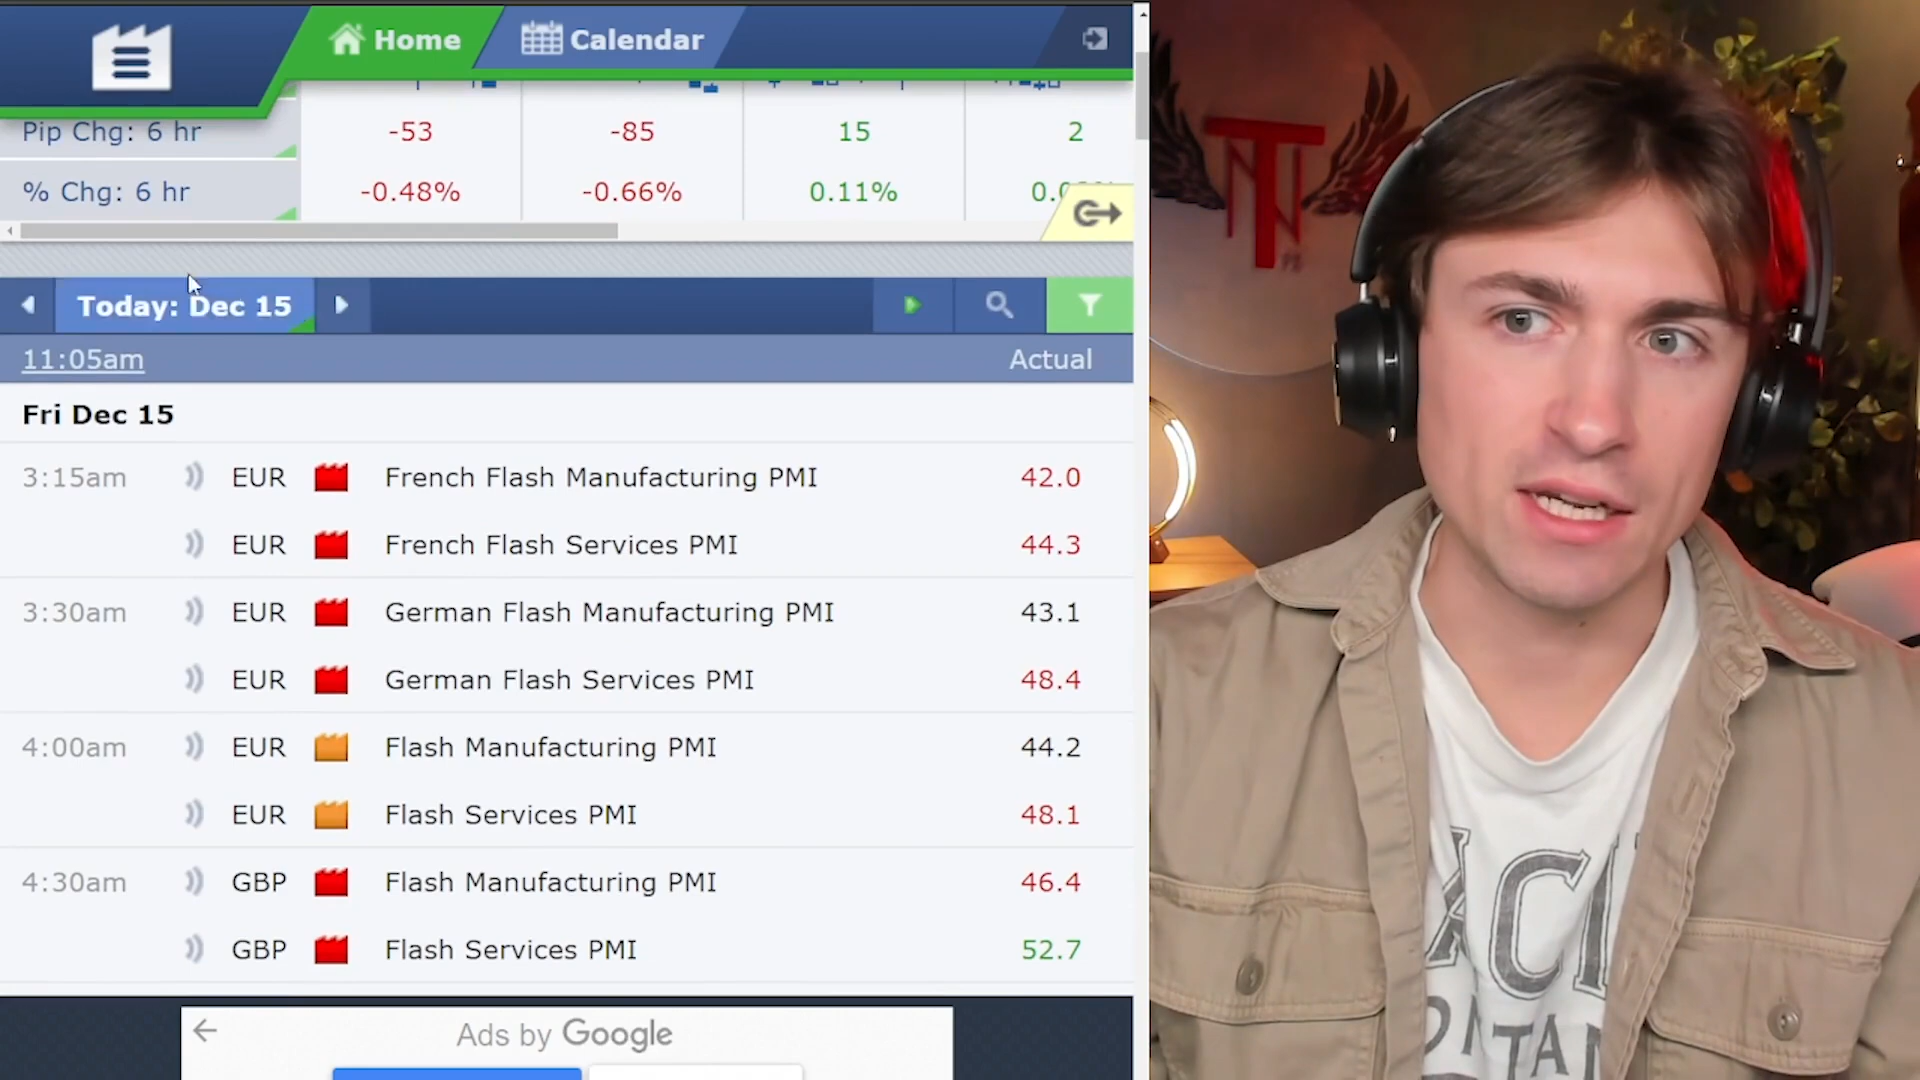 Home
Calendar
Pip Chg: 6 hr -53 -85 15 2
% Chg: 6 hr -0.48% -0.66% 0.11%
Today: Dec 15
11:05am Actual
Fri Dec 15
3:15am EUR French Flash Manufacturing PMI 42.0
EUR French Flash Services PMI 44.3
3:30am EUR German Flash Manufacturing PMI 43.1
EUR German Flash Services PMI 48.4
4:00am EUR Flash Manufacturing PMI 44.2
EUR Flash Services PMI 48.1
4:30am GBP Flash Manufacturing PMI 46.4
GBP Flash Services PMI 52.7
Ads by Google